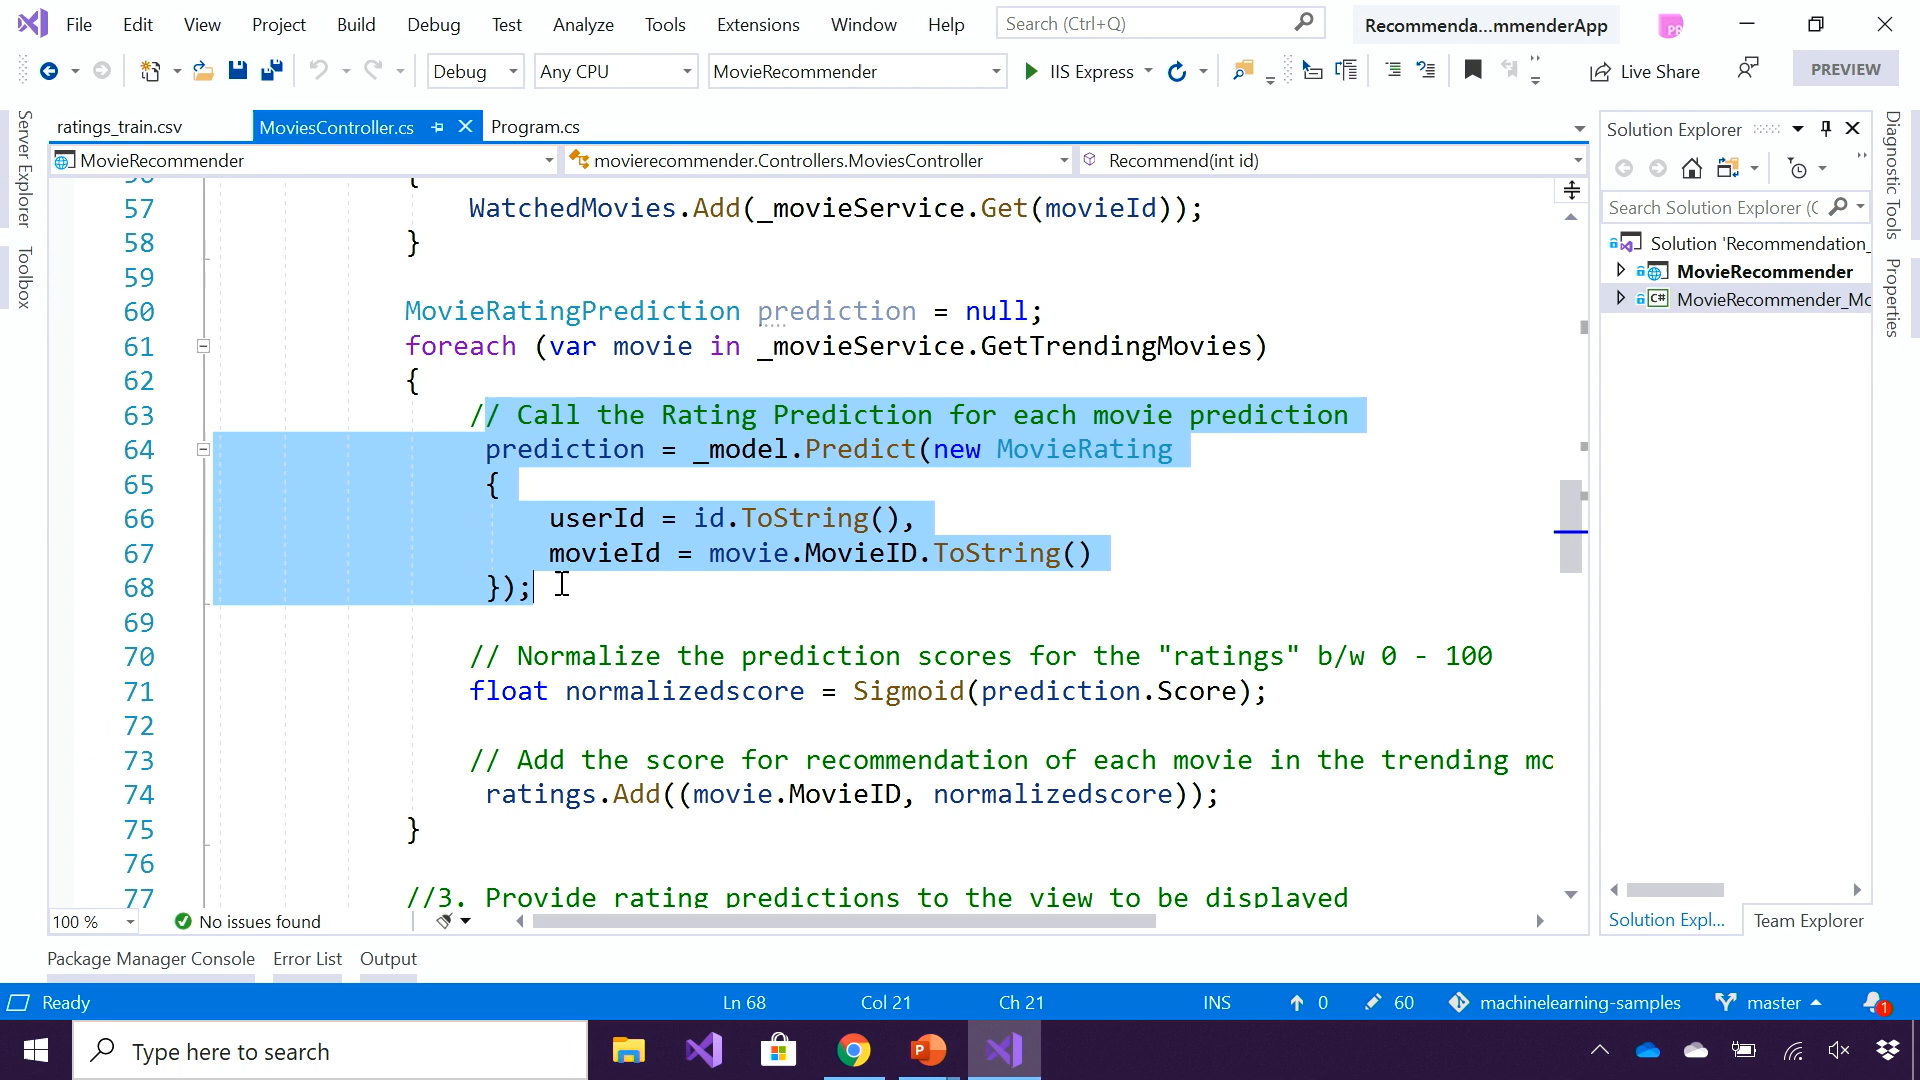 File Edit View Project Build Debug Test Analyze Tools Extensions Window Help Search (Ctrl+Q) Recommenda...mmenderApp
Debug Any CPU MovieRecommender IIS Express Live Share PREVIEW
ratings_train.csv MoviesController.cs Program.cs
MovieRecommender movierecommender.Controllers.MoviesController Recommend(int id)
Server Explorer
Toolbox
57 WatchedMovies.Add(_movieService.Get(movieId));
58 }
59
60 MovieRatingPrediction prediction = null;
61 foreach (var movie in _movieService.GetTrendingMovies)
62 {
63 // Call the Rating Prediction for each movie prediction
64 prediction = _model.Predict(new MovieRating
65 {
66 userId = id.ToString(),
67 movieId = movie.MovieID.ToString()
68 });
69
70 // Normalize the prediction scores for the "ratings" b/w 0 - 100
71 float normalizedscore = Sigmoid(prediction.Score);
72
73 // Add the score for recommendation of each movie in the trending mo
74 ratings.Add((movie.MovieID, normalizedscore));
75 }
76
77 //3. Provide rating predictions to the view to be displayed
100 % No issues found
Solution Explorer
Search Solution Explorer (C
Solution 'Recommendation_
MovieRecommender
C# MovieRecommender_Mo
Solution Expl... Team Explorer
Diagnostic Tools
Properties
Package Manager Console Error List Output
Ready Ln 68 Col 21 Ch 21 INS 0 60 machinelearning-samples master 1
Type here to search